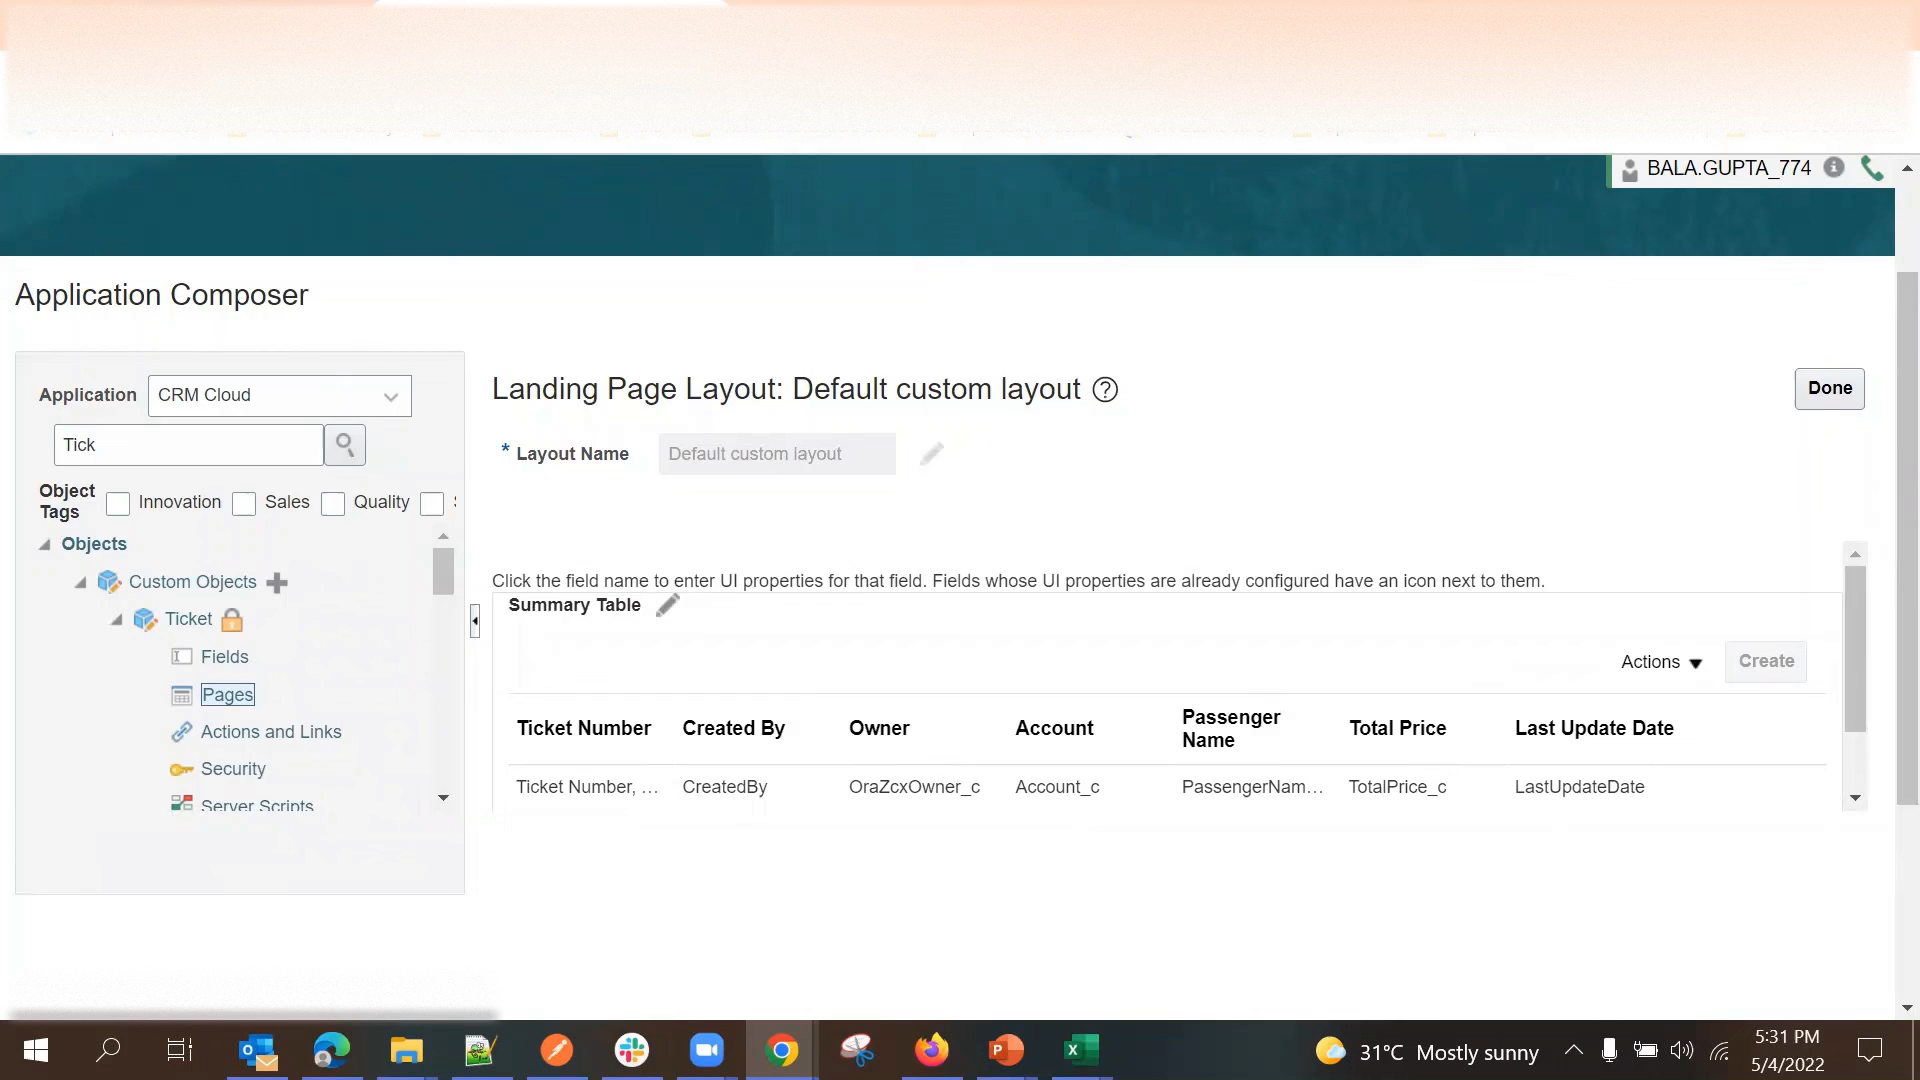 BALA.GUPTA_774
Application Composer
Application CRM Cloud
Tick
Object Tags Innovation Sales Quality
Objects
Custom Objects
Ticket
Fields
Pages
Actions and Links
Security
Server Scripts
Landing Page Layout: Default custom layout
Done
* Layout Name Default custom layout
Click the field name to enter UI properties for that field. Fields whose UI properties are already configured have an icon next to them.
Summary Table
Actions Create
Ticket Number Created By Owner Account Passenger Name Total Price Last Update Date
Ticket Number, ... CreatedBy OraZcxOwner_c Account_c PassengerNam... TotalPrice_c LastUpdateDate
31°C Mostly sunny
5:31 PM
5/4/2022